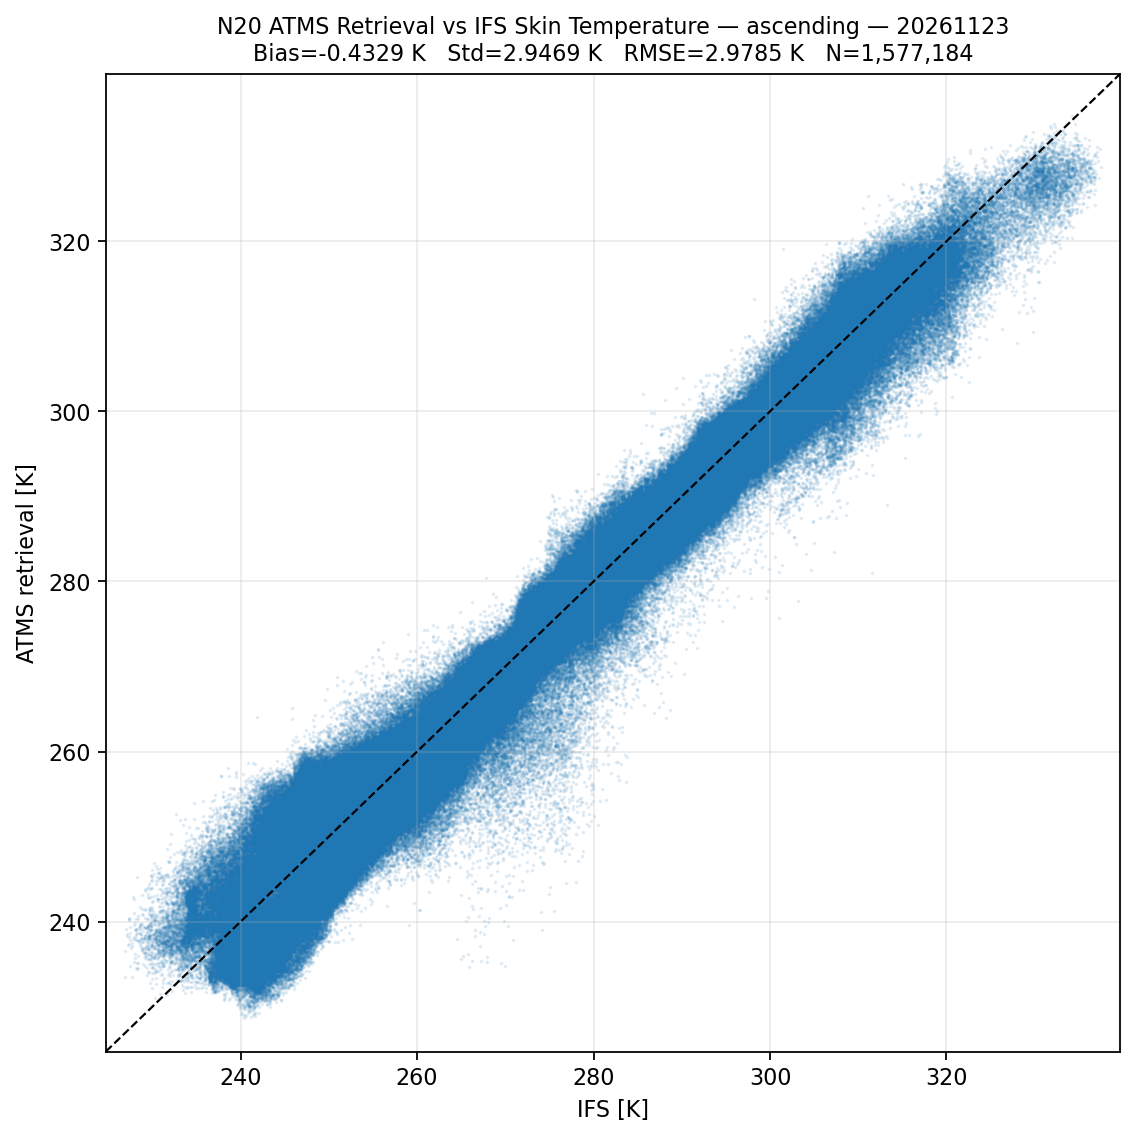 N20 ATMS Retrieval vs IFS Skin Temperature — ascending — 20261123
Bias=-0.4329 K   Std=2.9469 K   RMSE=2.9785 K   N=1,577,184
ATMS retrieval [K]
320
300
280
260
240
240 260 280 300 320
IFS [K]